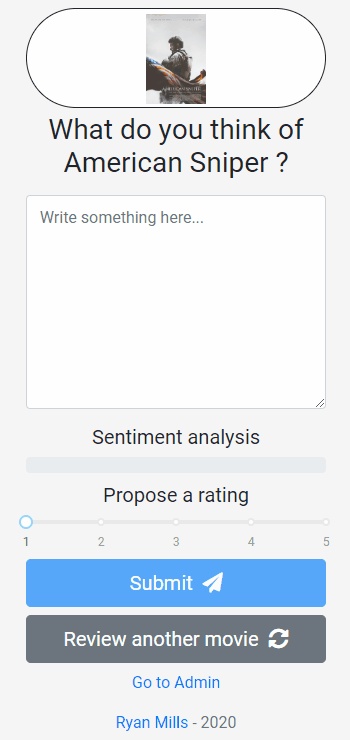 What do you think of
American Sniper ?
Write something here...
Sentiment analysis
Propose a rating
1 2 3 4 5
Submit
Review another movie
Go to Admin
Ryan Mills - 2020